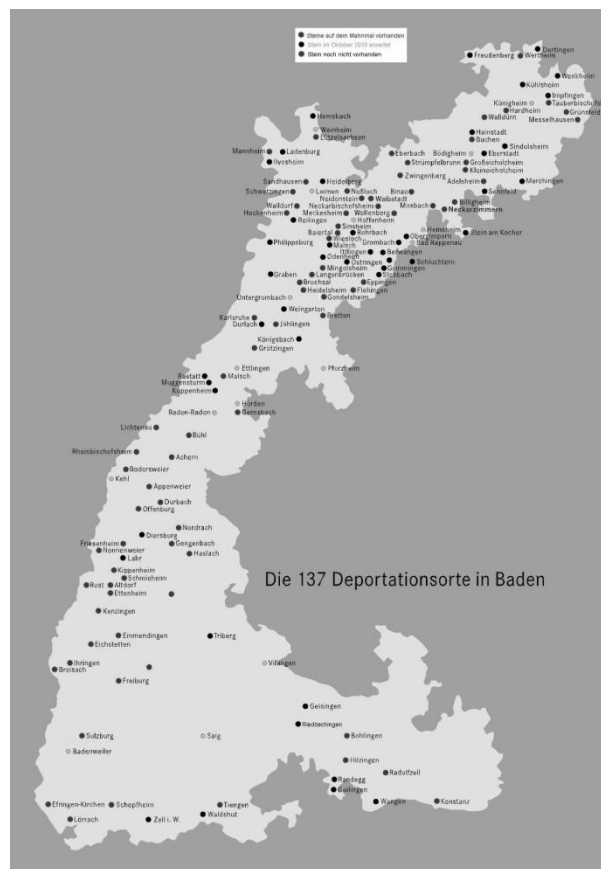 Steine auf dem Mahnmal vorhanden
Stein im Oktober 2010 erwartet
Stein noch nicht vorhanden
Dertingen
Freudenberg
Wertheim
Wenkheim
Külsheim
Impfingen
Königheim
Tauberbischofsh
Hardheim
Grünsfeld
Walldürn
Messelhausen
Hemsbach
Weinheim
Lützelsachsen
Hainstadt
Buchen
Sindolsheim
Mannheim
Ladenburg
Eberbach
Bödigheim
Eberstadt
Ilvesheim
Strümpfelbrunn
Großeicholzheim
Kleineicholzheim
Zwingenberg
Sandhausen
Heidelberg
Adelsheim
Merchingen
Schwetzingen
Leimen
Nußloch
Binau
Sennfeld
Neidenstein
Waibstadt
Billigheim
Walldorf
Neckarbischofsheim
Mosbach
Neckarzimmern
Hockenheim
Meckesheim
Wollenberg
Reilingen
Hoffenheim
Sinsheim
Heinsheim
Baiertal
Rohrbach
Stein am Kocher
Wiesloch
Obergimpern
Philippsburg
Malsch
Grombach
Bad Rappenau
Ittlingen
Berwangen
Odenheim
Östringen
Schluchtern
Mingolsheim
Gemmingen
Graben
Langenbrücken
Stebbach
Bruchsal
Eppingen
Heidelsheim
Flehingen
Untergrombach
Gondelsheim
Weingarten
Karlsruhe
Bretten
Durlach
Jöhlingen
Königsbach
Grötzingen
Ettlingen
Pforzheim
Rastatt
Malsch
Muggensturm
Kuppenheim
Hörden
Baden-Baden
Gernsbach
Lichtenau
Bühl
Rheinbischofsheim
Achern
Bodersweier
Kehl
Appenweier
Durbach
Offenburg
Nordrach
Diersburg
Friesenheim
Gengenbach
Nonnenweier
Haslach
Lahr
Kippenheim
Schmieheim
Die 137 Deportationsorte in Baden
Rust
Altdorf
Ettenheim
Kenzingen
Emmendingen
Triberg
Eichstetten
Ihringen
Villingen
Breisach
Freiburg
Geisingen
Riedöschingen
Sulzburg
Saig
Bohlingen
Badenweiler
Hilzingen
Radolfzell
Randegg
Gailingen
Efringen-Kirchen
Schopfheim
Tiengen
Wangen
Konstanz
Waldshut
Lörrach
Zell i. W.